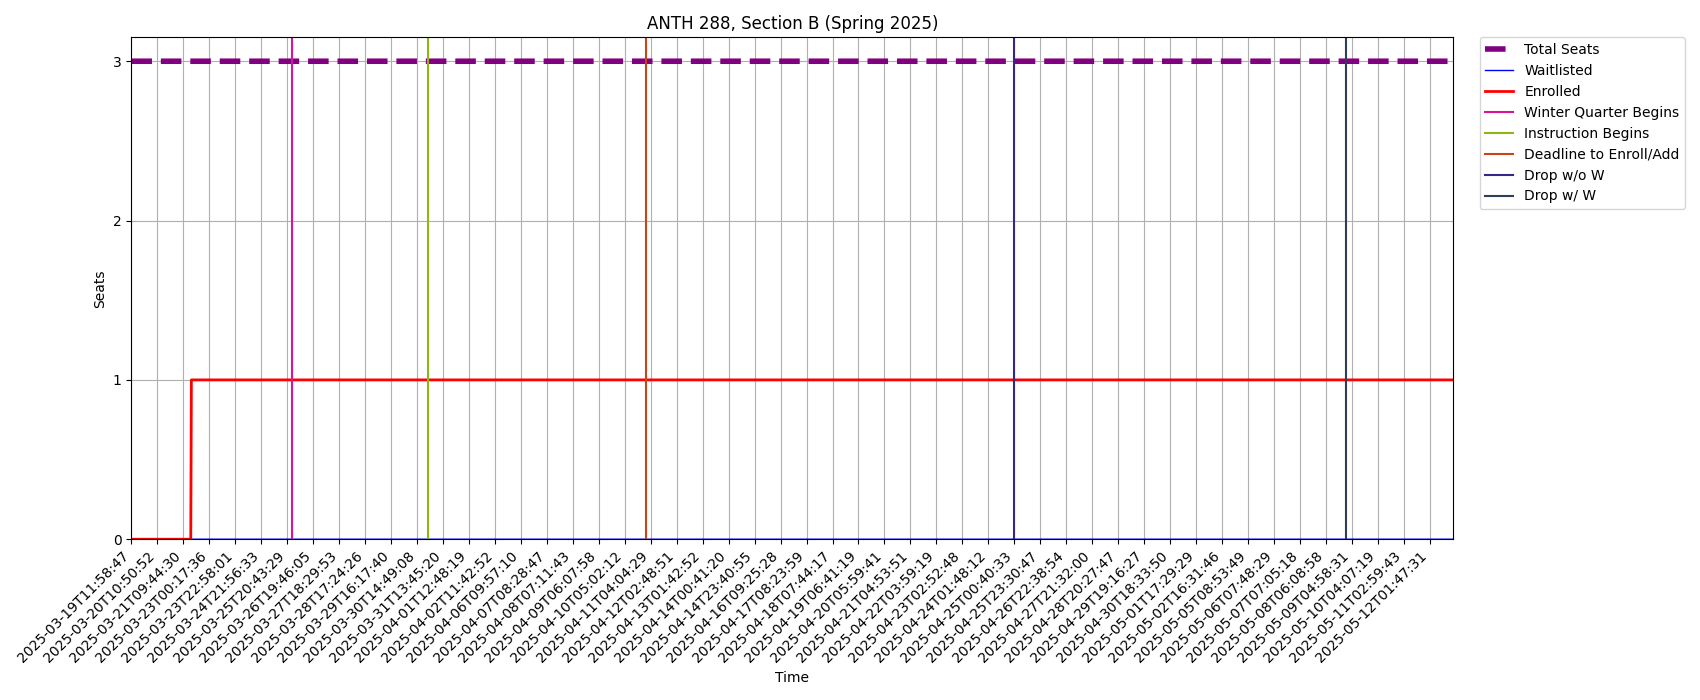 ANTH 288, Section B (Spring 2025)
Total Seats
Waitlisted
Enrolled
Winter Quarter Begins
Instruction Begins
Deadline to Enroll/Add
Drop w/o W
Drop w/ W
3
2
1
0
Seats
2025-03-19T11:58:47
2025-03-20T10:50:52
2025-03-21T09:44:30
2025-03-23T00:17:36
2025-03-23T22:58:01
2025-03-24T21:56:33
2025-03-25T20:43:29
2025-03-26T19:46:05
2025-03-27T18:29:53
2025-03-28T17:24:26
2025-03-29T16:17:40
2025-03-30T14:49:08
2025-03-31T13:45:20
2025-04-01T12:48:19
2025-04-02T11:42:52
2025-04-06T09:57:10
2025-04-07T08:28:47
2025-04-08T07:11:43
2025-04-09T06:07:58
2025-04-10T05:02:12
2025-04-11T04:04:29
2025-04-12T02:48:51
2025-04-13T01:42:52
2025-04-14T00:41:20
2025-04-14T23:40:55
2025-04-16T09:25:28
2025-04-17T08:23:59
2025-04-18T07:44:17
2025-04-19T06:41:19
2025-04-20T05:59:41
2025-04-21T04:53:51
2025-04-22T03:59:19
2025-04-23T02:52:48
2025-04-24T01:48:12
2025-04-25T00:40:33
2025-04-25T23:30:47
2025-04-26T22:38:54
2025-04-27T21:32:00
2025-04-28T20:27:47
2025-04-29T19:16:27
2025-04-30T18:33:50
2025-05-01T17:29:29
2025-05-02T16:31:46
2025-05-05T08:53:49
2025-05-06T07:48:29
2025-05-07T07:05:18
2025-05-08T06:08:58
2025-05-09T04:58:31
2025-05-10T04:07:19
2025-05-11T02:59:43
2025-05-12T01:47:31
Time